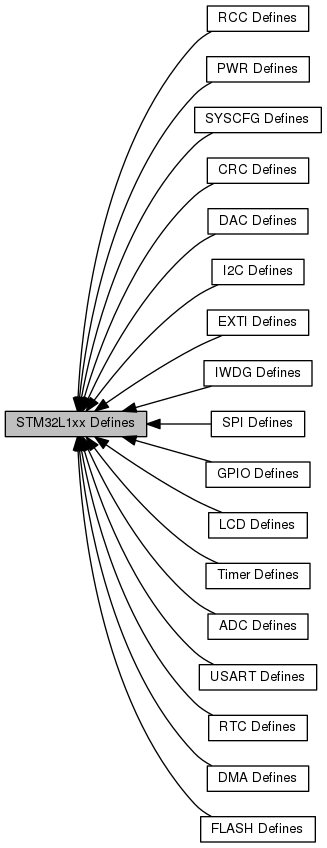 RCC Defines
PWR Defines
SYSCFG Defines
CRC Defines
DAC Defines
I2C Defines
EXTI Defines
IWDG Defines
STM32L1xx Defines
SPI Defines
GPIO Defines
LCD Defines
Timer Defines
ADC Defines
USART Defines
RTC Defines
DMA Defines
FLASH Defines